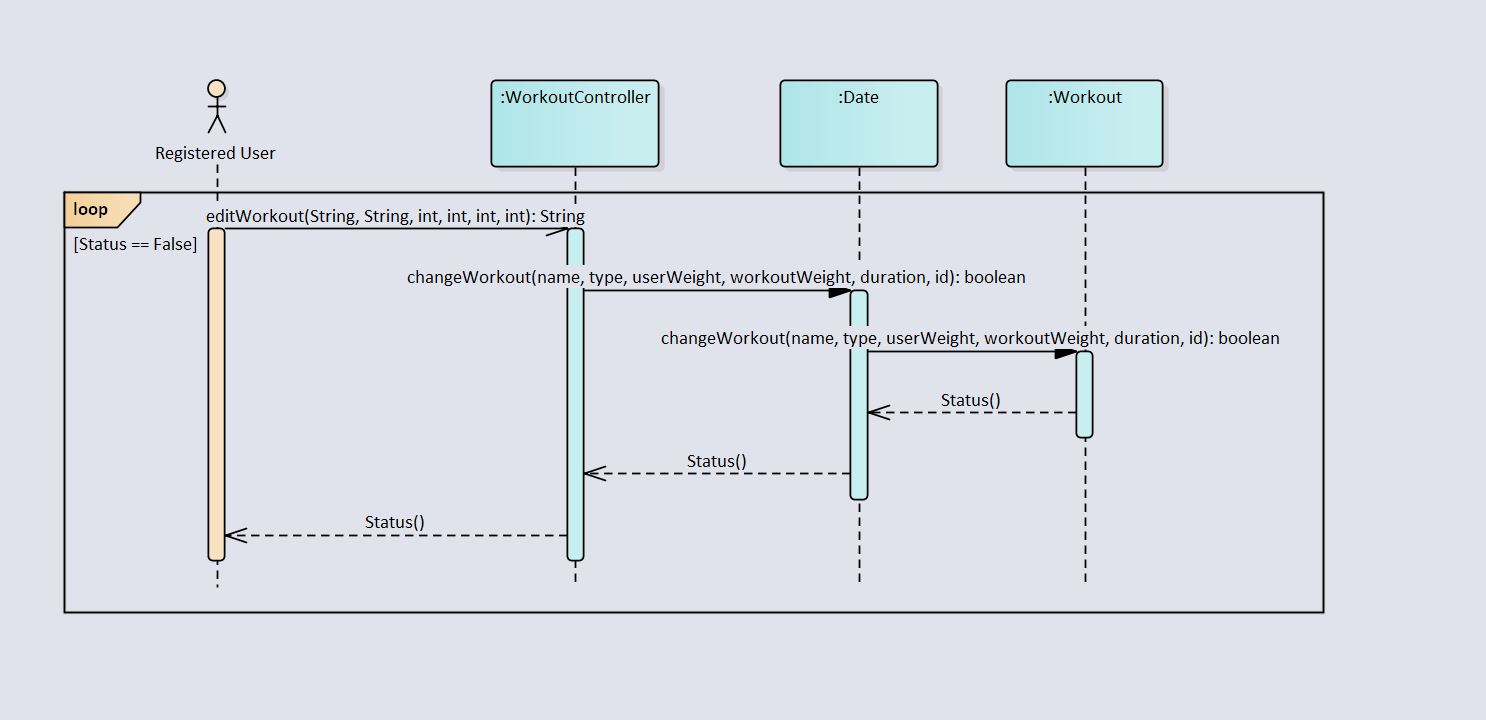 :WorkoutController
:Date
:Workout
Registered User
loop
editWorkout(String, String, int, int, int, int): String
[Status == False]
changeWorkout(name, type, userWeight, workoutWeight, duration, id): boolean
changeWorkout(name, type, userWeight, workoutWeight, duration, id): boolean
Status()
Status()
Status()